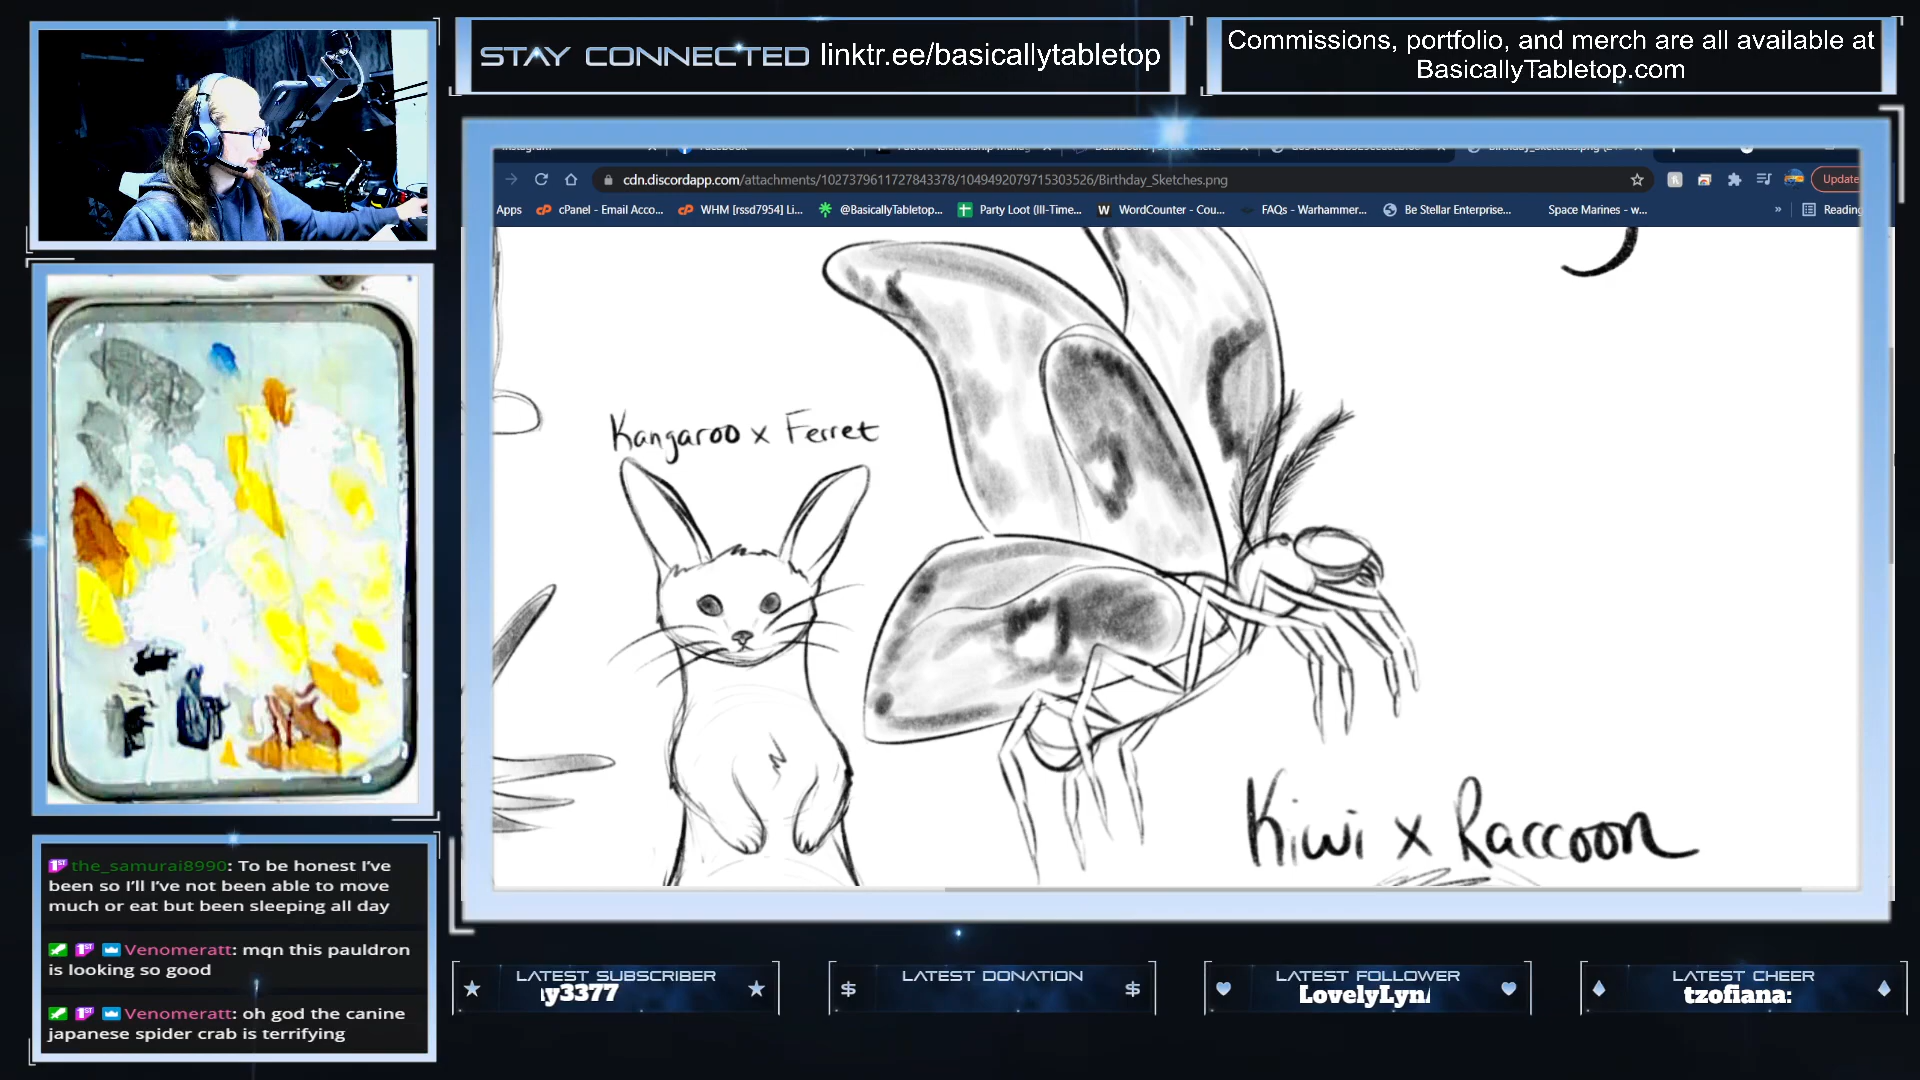 STAY CONNECTED linktr.ee/basicallytabletop
Commissions, portfolio, and merch are all available at
BasicallyTabletop.com
cdn.discordapp.com/attachments/1027379611727843378/1049492079715303526/Birthday_Sketches.png
Update
Apps
cPanel - Email Acco...
WHM [rssd7954] Li...
@BasicallyTabletop...
Party Loot (Ill-Time...
WordCounter - Cou...
FAQs - Warhammer...
Be Stellar Enterprise...
Space Marines - w...
»
Reading
Kangaroo x Ferret
Kiwi x Raccoon
the_samurai8990: To be honest I've
been so I'll I've not been able to move
much or eat but been sleeping all day
Venomeratt: mqn this pauldron
is looking so good
Venomeratt: oh god the canine
japanese spider crab is terrifying
LATEST SUBSCRIBER
y3377
LATEST DONATION
LATEST FOLLOWER
LovelyLyn
LATEST CHEER
tzofiana: